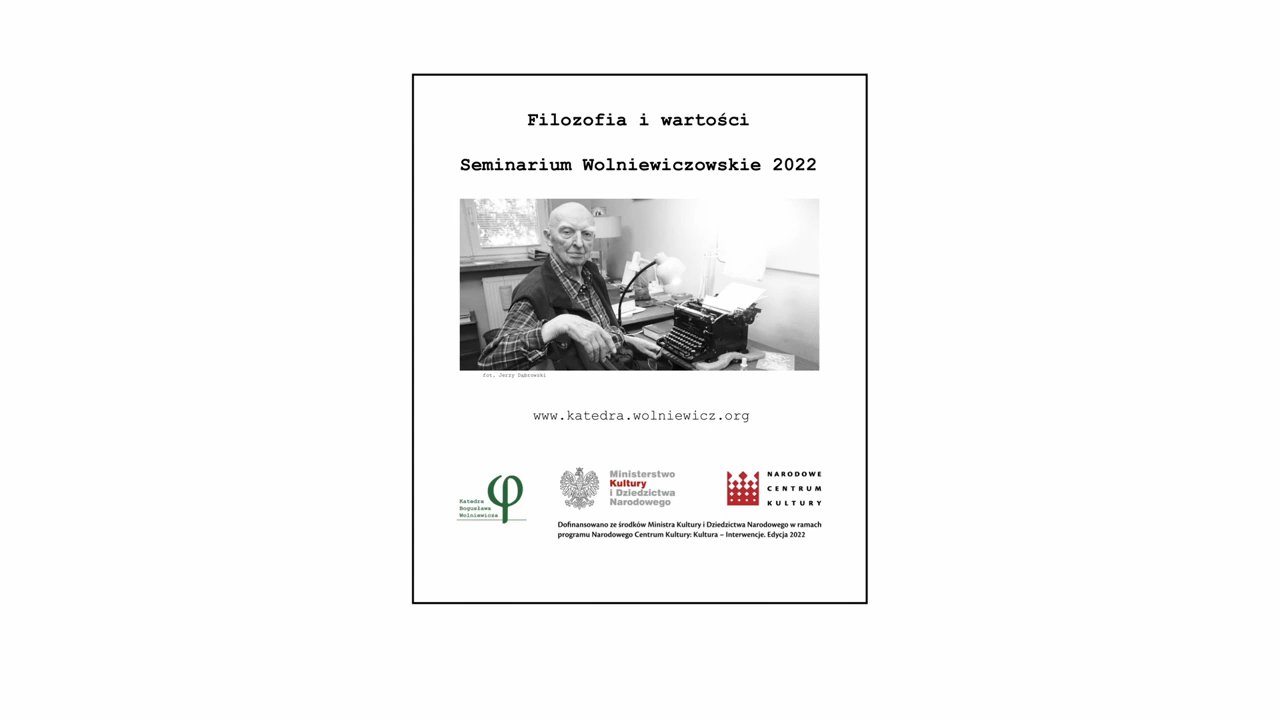 Filozofia i wartości
Seminarium Wolniewiczowskie 2022
fot. Jerzy Dąbrowski
www.katedra.wolniewicz.org
Katedra
Bogusława
Wolniewicza
Ministerstwo
Kultury
i Dziedzictwa
Narodowego
NARODOWE
CENTRUM
KULTURY
Dofinansowano ze środków Ministra Kultury i Dziedzictwa Narodowego w ramach
programu Narodowego Centrum Kultury: Kultura – Interwencje. Edycja 2022